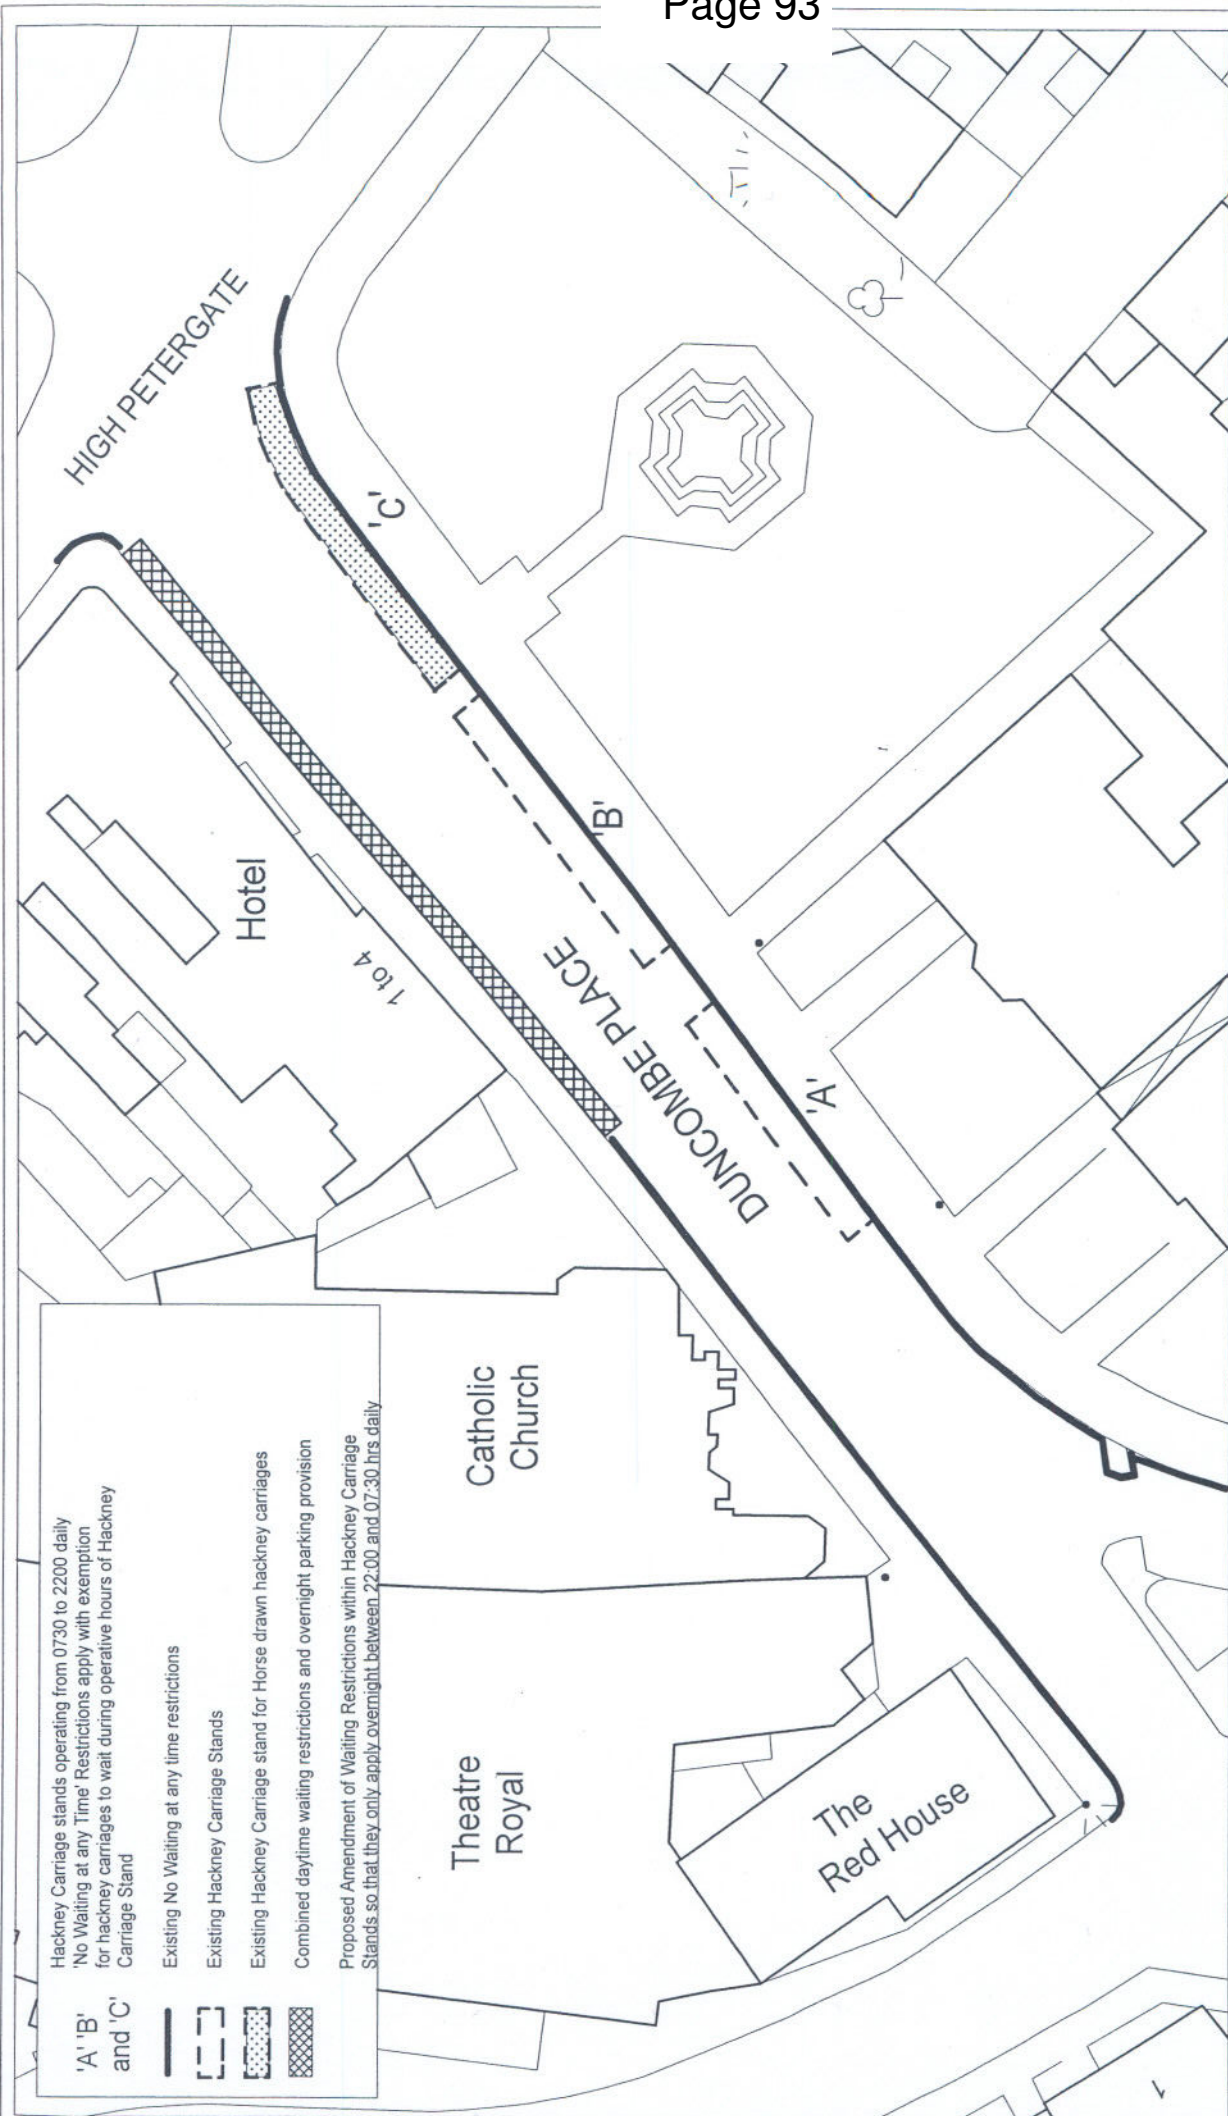 Page 93
HIGH PETERGATE
'C'
'B'
'A'
DUNCOMBE PLACE
Hotel
1 to 4
Catholic
Church
Theatre
Royal
The
Red House
1
'A' 'B'
and 'C'
Hackney Carriage stands operating from 0730 to 2200 daily
'No Waiting at any Time' Restrictions apply with exemption
for hackney carriages to wait during operative hours of Hackney
Carriage Stand
Existing No Waiting at any time restrictions
Existing Hackney Carriage Stands
Existing Hackney Carriage stand for Horse drawn hackney carriages
Combined daytime waiting restrictions and overnight parking provision
Proposed Amendment of Waiting Restrictions within Hackney Carriage
Stands so that they only apply overnight between 22:00 and 07:30 hrs daily